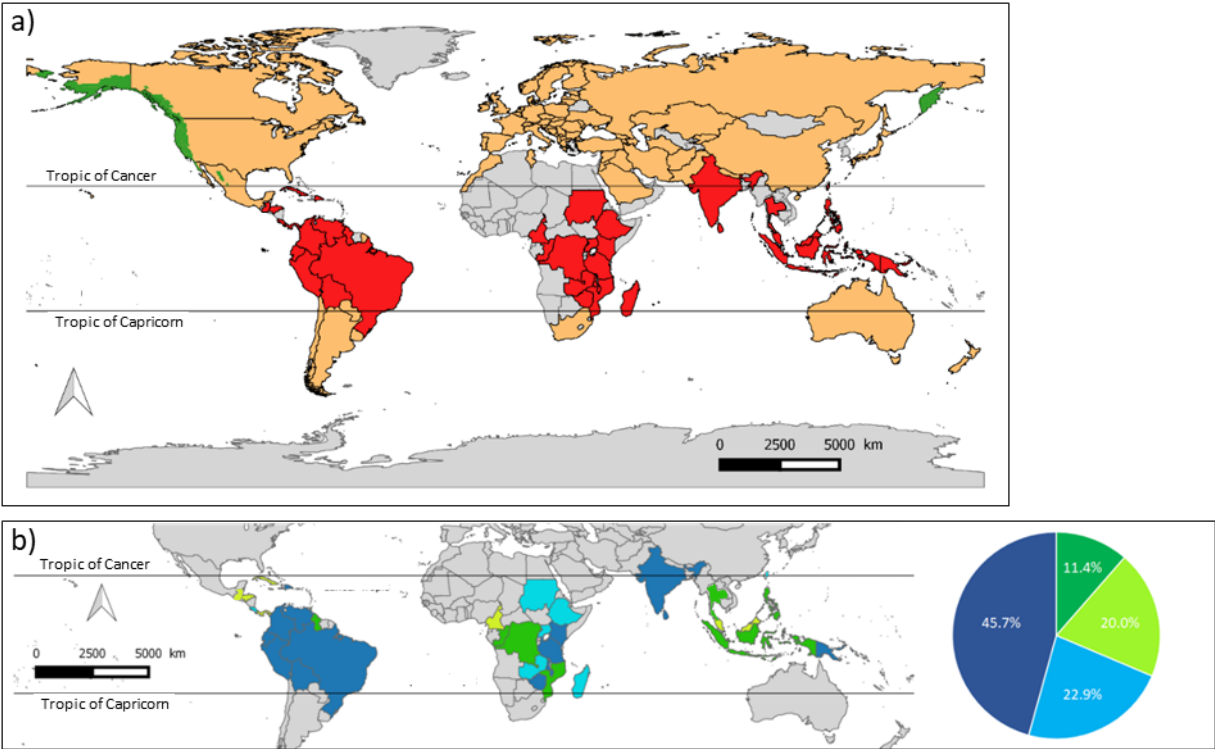 a)
Tropic of Cancer
Tropic of Capricorn
0 2500 5000 km
b)
Tropic of Cancer
0 2500 5000 km
Tropic of Capricorn
11.4%
45.7%
20.0%
22.9%